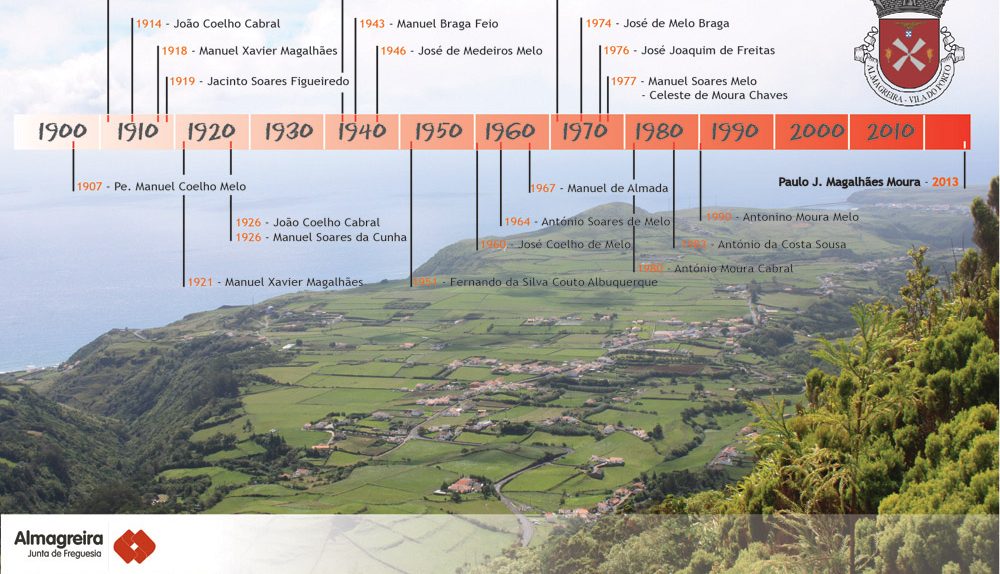 1914 - João Coelho Cabral
1918 - Manuel Xavier Magalhães
1919 - Jacinto Soares Figueiredo
1943 - Manuel Braga Feio
1946 - José de Medeiros Melo
1974 - José de Melo Braga
1976 - José Joaquim de Freitas
1977 - Manuel Soares Melo
- Celeste de Moura Chaves
ALMAGREIRA - VILA DO PORTO
1900 1910 1920 1930 1940 1950 1960 1970 1980 1990 2000 2010
1907 - Pe. Manuel Coelho Melo
1926 - João Coelho Cabral
1926 - Manuel Soares da Cunha
1921 - Manuel Xavier Magalhães
1951 - Fernando da Silva Couto Albuquerque
1960 - José Coelho de Melo
1964 - António Soares de Melo
1967 - Manuel de Almada
1980 - António Moura Cabral
- António da Costa Sousa
1990 - Antonino Moura Melo
Paulo J. Magalhães Moura - 2013
Almagreira
Junta de Freguesia